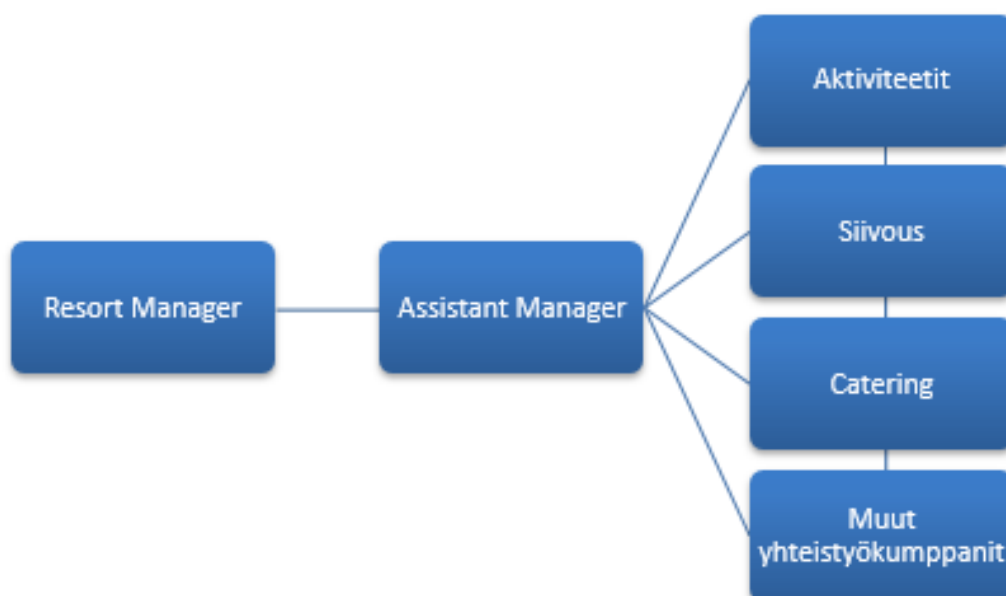 Aktiviteetit
Siivous
Resort Manager
Assistant Manager
Catering
Muut
yhteistyökumppanit